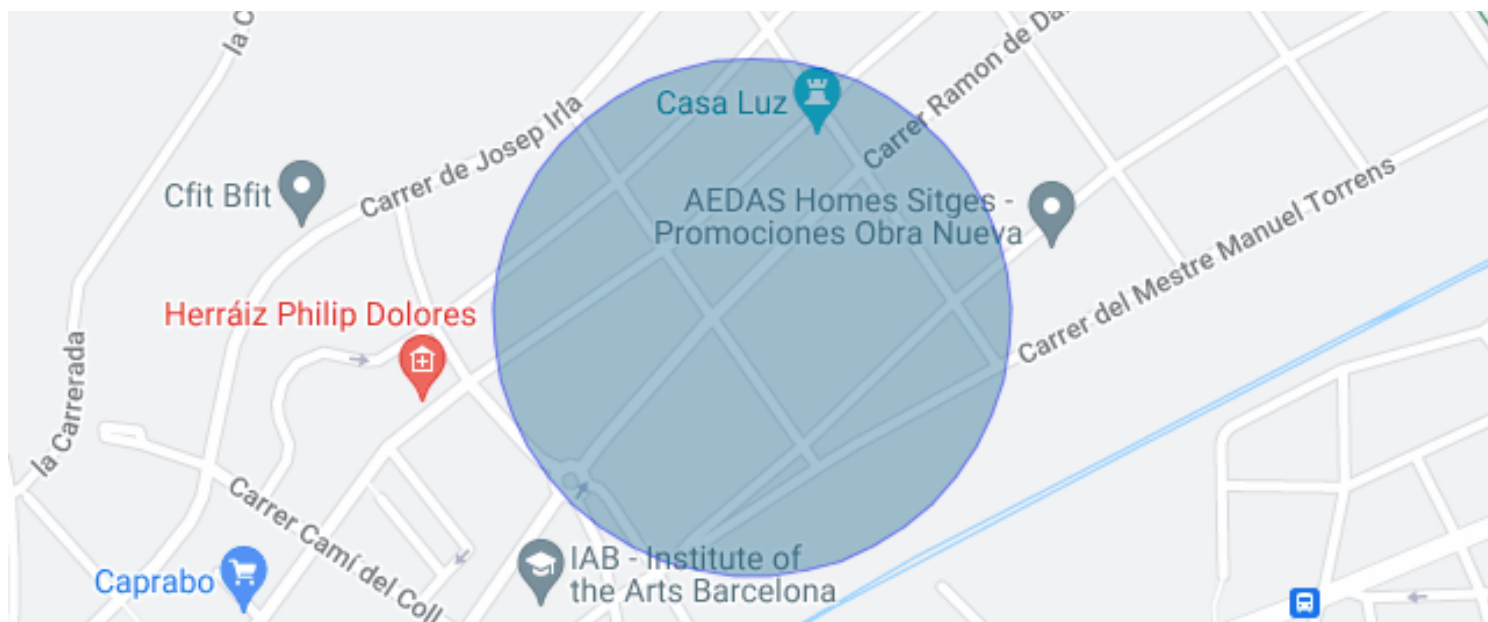 la C
Carrer Ramon de Da
Casa Luz
Carrer de Josep Irla
Cfit Bfit
AEDAS Homes Sitges -
Promociones Obra Nueva
Carrer del Mestre Manuel Torrens
Herráiz Philip Dolores
la Carrerada
Carrer Camí del Coll
IAB - Institute of
the Arts Barcelona
Caprabo